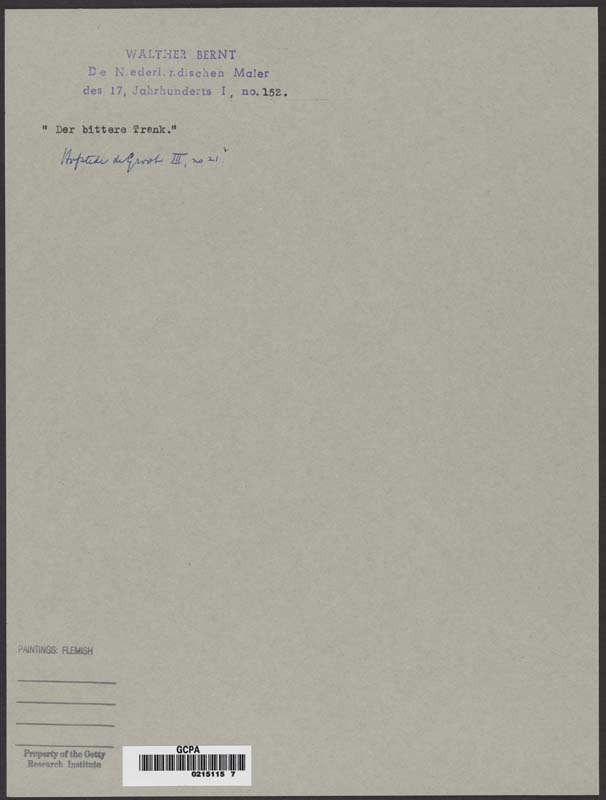 WALTHER BERNT
De Niederländischen Maler
des 17, Jahrhunderts I, no.152.
" Der bittere Trank."
Hofstede de Groot III, no 21
PAINTINGS: FLEMISH
Property of the Getty
Research Institute
GCPA
0215115 7